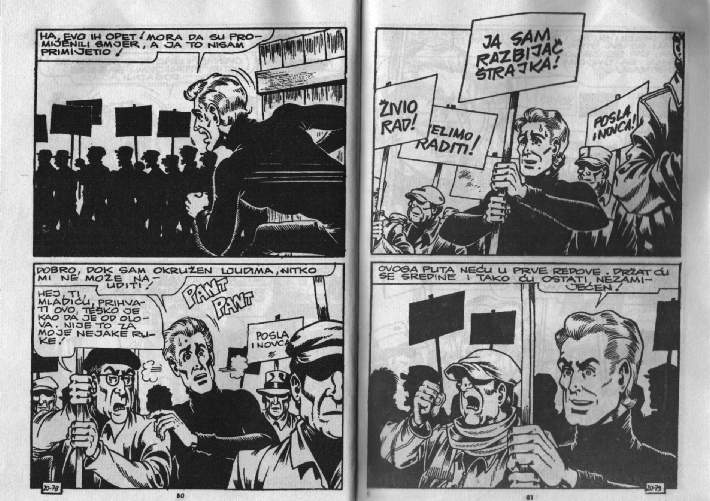 HA, EVO IH OPET! MORA DA SU PRO-
MIJENILI SMJER, A JA TO NISAM
PRIMIJETIO!
DOBRO, DOK SAM OKRUŽEN LJUDIMA, NITKO
MI NE MOŽE NA-
UDITI!
HEJ, TI
MLADIĆU, PRIHVA-
TI OVO, TEŠKO JE
KAO DA JE OD OLO-
VA. NIJE TO ZA
MOJE NEJAKE RU-
KE!
PANT
PANT
POSLA
I NOVCA!
20-78
80
JA SAM
RAZBIJAČ
ŠTRAJKA!
ŽIVIO
RAD!
ŽELIMO
RADITI!
POSLA
I NOVCA!
OVOGA PUTA NEĆU U PRVE REDOVE. DRŽAT ĆU
SE SREDINE I TAKO ĆU OSTATI NEZAMI-
JEĆEN!
81
20-79